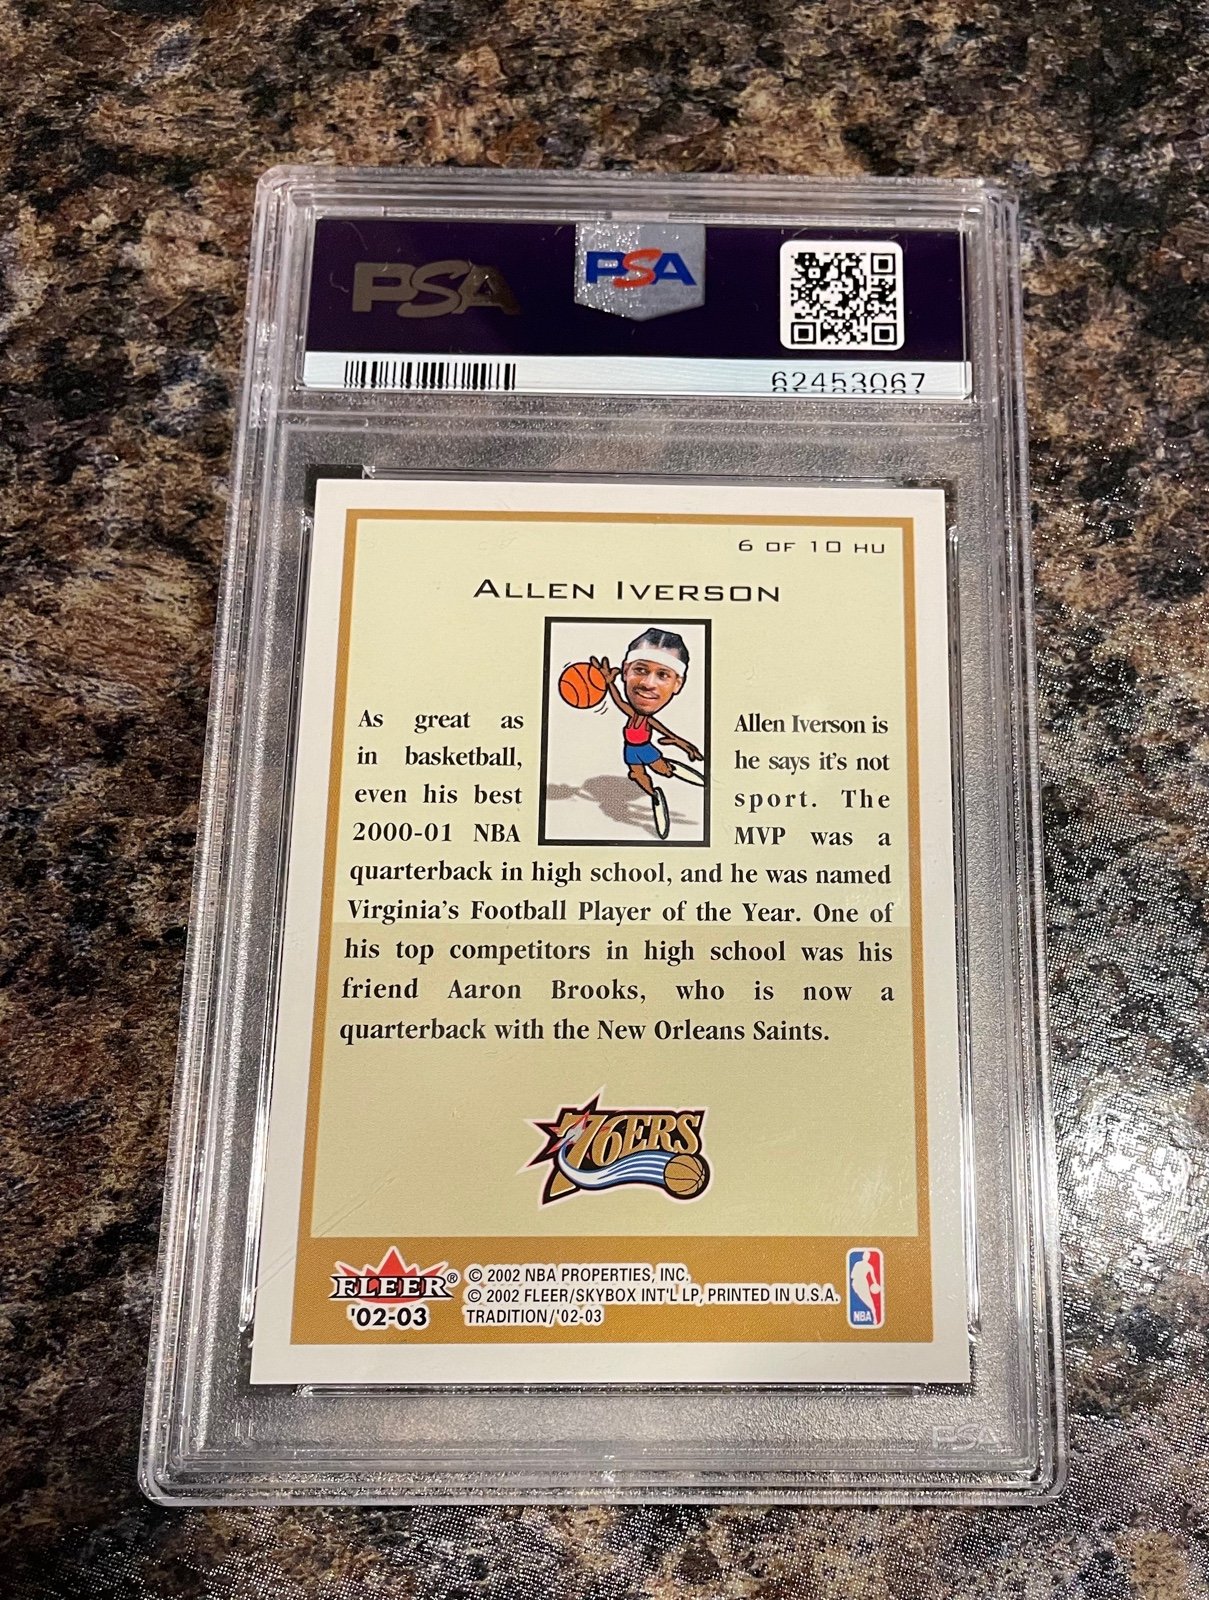 PSA
PSA
62453067
6 OF 10 HU
ALLEN IVERSON
As great as Allen Iverson is
in basketball, he says it's not
even his best sport. The
2000-01 NBA MVP was a
quarterback in high school, and he was named
Virginia's Football Player of the Year. One of
his top competitors in high school was his
friend Aaron Brooks, who is now a
quarterback with the New Orleans Saints.
76ERS
FLEER®
'02-03
© 2002 NBA PROPERTIES, INC.
© 2002 FLEER/SKYBOX INT'L LP, PRINTED IN U.S.A.
TRADITION/'02-03
NBA
PSA